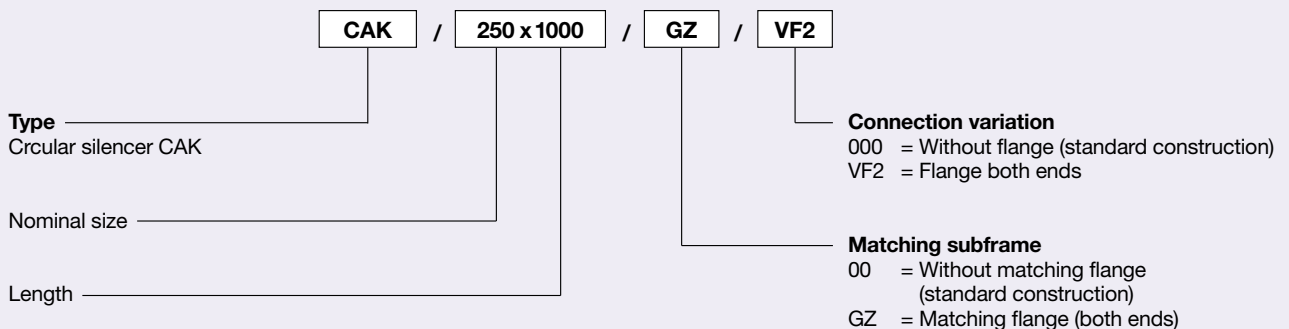 CAK / 250 x 1000 / GZ / VF2
Type
Crcular silencer CAK
Nominal size
Length
Connection variation
000 = Without flange (standard construction)
VF2 = Flange both ends
Matching subframe
00 = Without matching flange
(standard construction)
GZ = Matching flange (both ends)